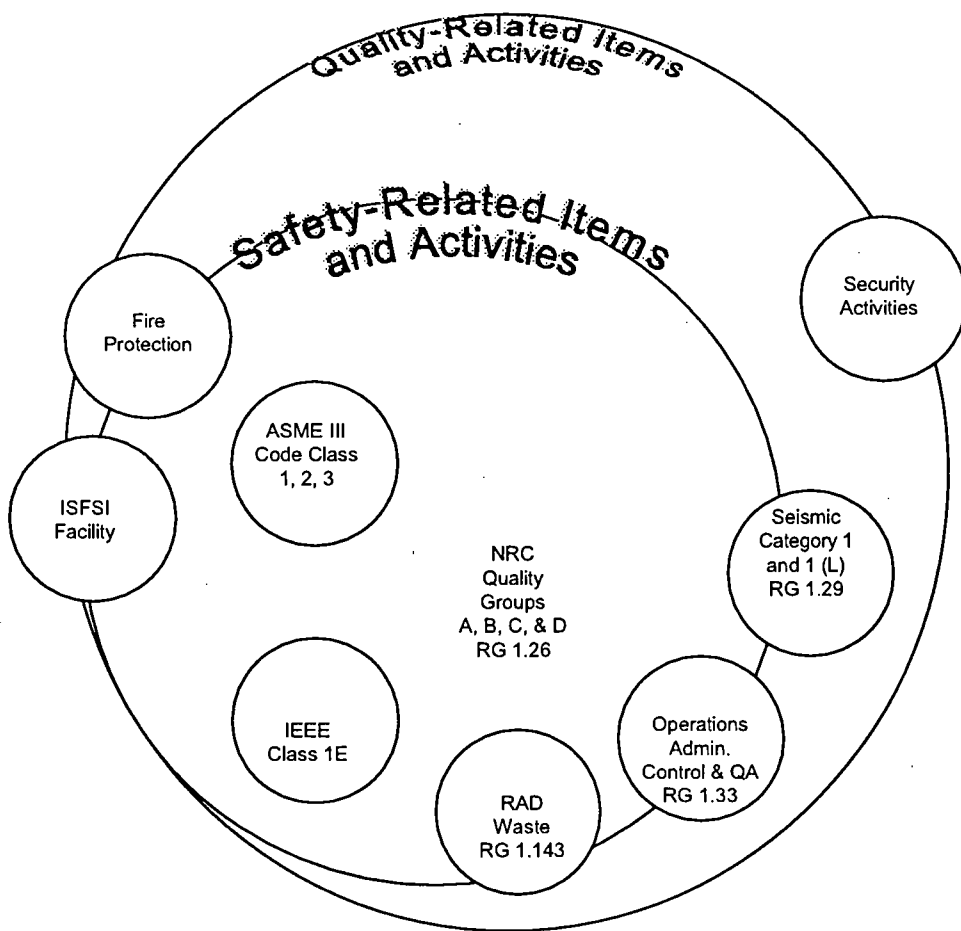 Quality-Related Items
and Activities
Safety-Related Items
and Activities
Security
Activities
Fire
Protection
ASME III
Code Class
1, 2, 3
ISFSI
Facility
Seismic
Category 1
and 1 (L)
RG 1.29
NRC
Quality
Groups
A, B, C, & D
RG 1.26
IEEE
Class 1E
Operations
Admin.
Control & QA
RG 1.33
RAD
Waste
RG 1.143